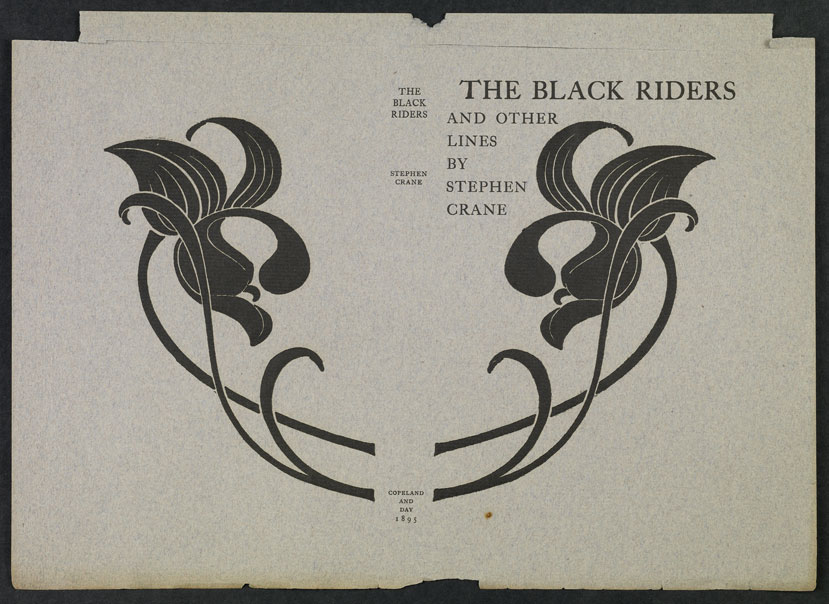 THE
BLACK
RIDERS
STEPHEN
CRANE
COPELAND
AND
DAY
1895
THE BLACK RIDERS
AND OTHER
LINES
BY
STEPHEN
CRANE